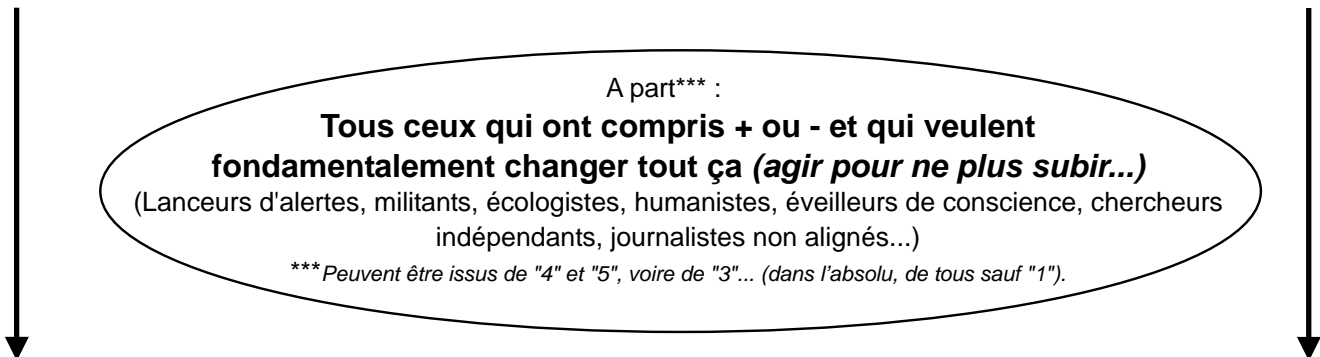 A part*** :
Tous ceux qui ont compris + ou - et qui veulent
fondamentalement changer tout ça (agir pour ne plus subir...)
(Lanceurs d'alertes, militants, écologistes, humanistes, éveilleurs de conscience, chercheurs
indépendants, journalistes non alignés...)
***Peuvent être issus de "4" et "5", voire de "3"... (dans l’absolu, de tous sauf "1").